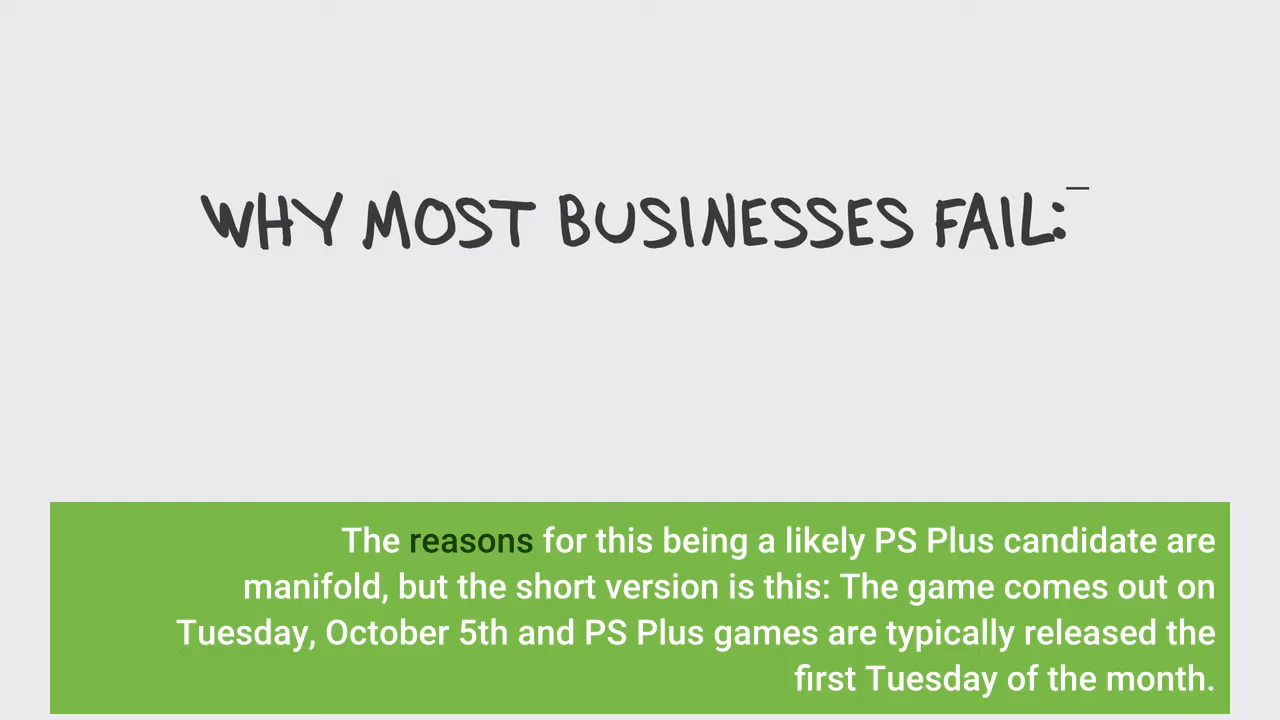 WHY MOST BUSINESSES FAIL:
The reasons for this being a likely PS Plus candidate are
manifold, but the short version is this: The game comes out on
Tuesday, October 5th and PS Plus games are typically released the
first Tuesday of the month.